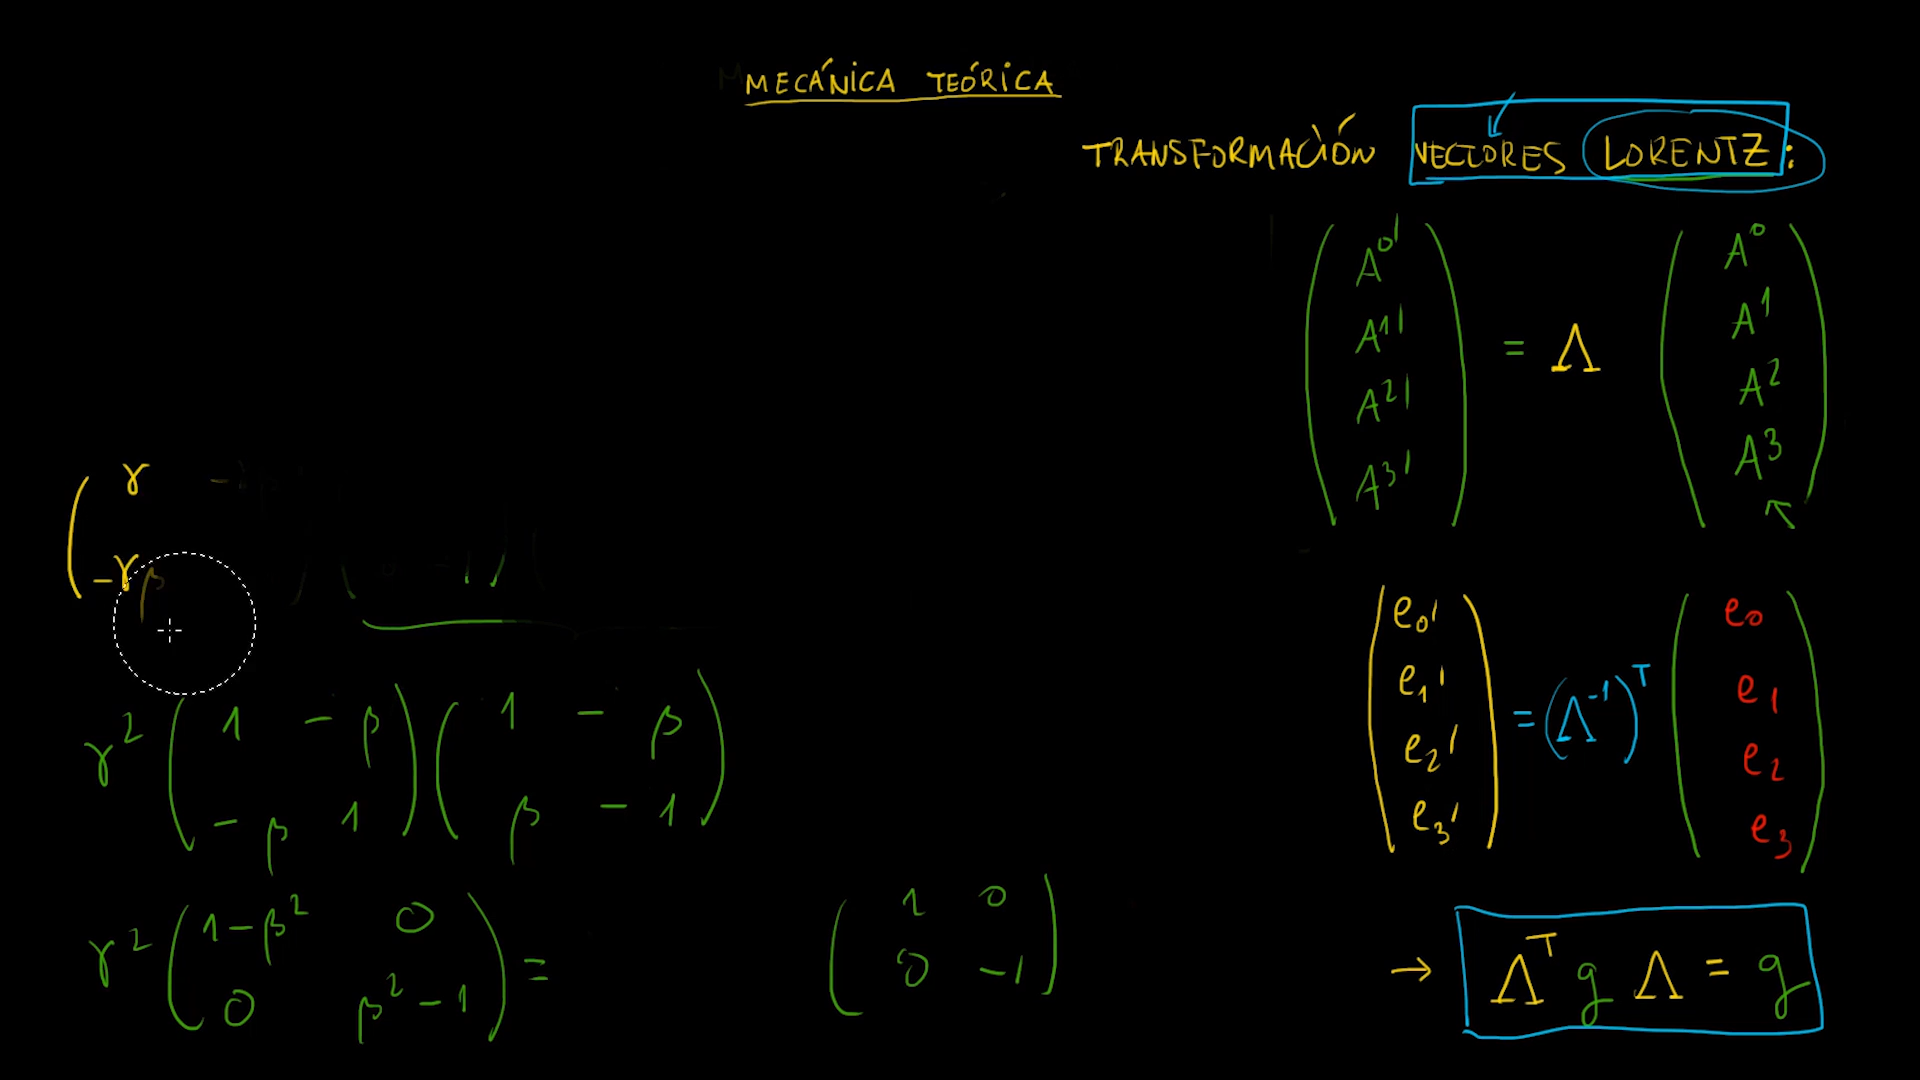 MECÁNICA TEÓRICA
TRANSFORMACIÓN VECTORES LORENTZ:
A⁰' A⁰
A¹' A¹
= Λ
A²' A²
A³' A³
γ
-γβ
e₀' e₀
e₁' e₁
= (Λ⁻¹)ᵀ
e₂' e₂
e₃' e₃
γ² ( 1 -β ) ( 1 -β )
( -β 1 ) ( β -1 )
γ² ( 1-β² 0 ) = ( 1 0 )
( 0 β²-1 ) ( 0 -1 )
→ Λᵀ g Λ = g